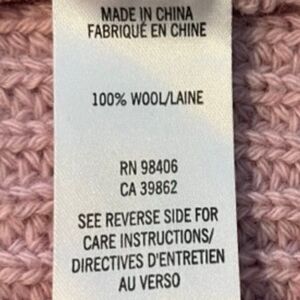 MADE IN CHINA
FABRIQUÉ EN CHINE
100% WOOL/LAINE
RN 98406
CA 39862
SEE REVERSE SIDE FOR
CARE INSTRUCTIONS/
DIRECTIVES D'ENTRETIEN
AU VERSO